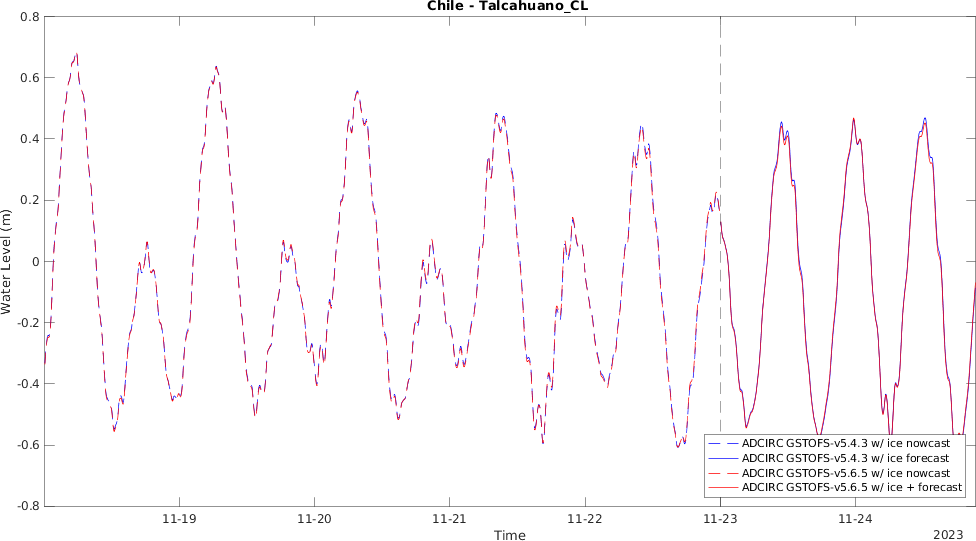 Chile - Talcahuano_CL
0.8
0.6
0.4
0.2
0
-0.2
-0.4
-0.6
-0.8
Water Level (m)
ADCIRC GSTOFS-v5.4.3 w/ ice nowcast
ADCIRC GSTOFS-v5.4.3 w/ ice forecast
ADCIRC GSTOFS-v5.6.5 w/ ice nowcast
ADCIRC GSTOFS-v5.6.5 w/ ice + forecast
11-19 11-20 11-21 11-22 11-23 11-24
Time
2023